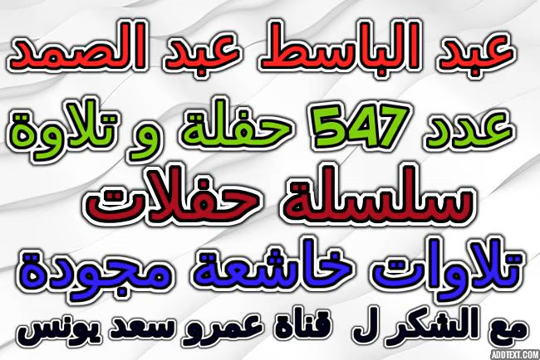 عبد الباسط عبد الصمد
عدد 547 حفلة و تلاوة
سلسلة حفلات
تلاوات خاشعة مجودة
مع الشكر ل قناة عمرو سعد يونس
ADDTEXT.COM